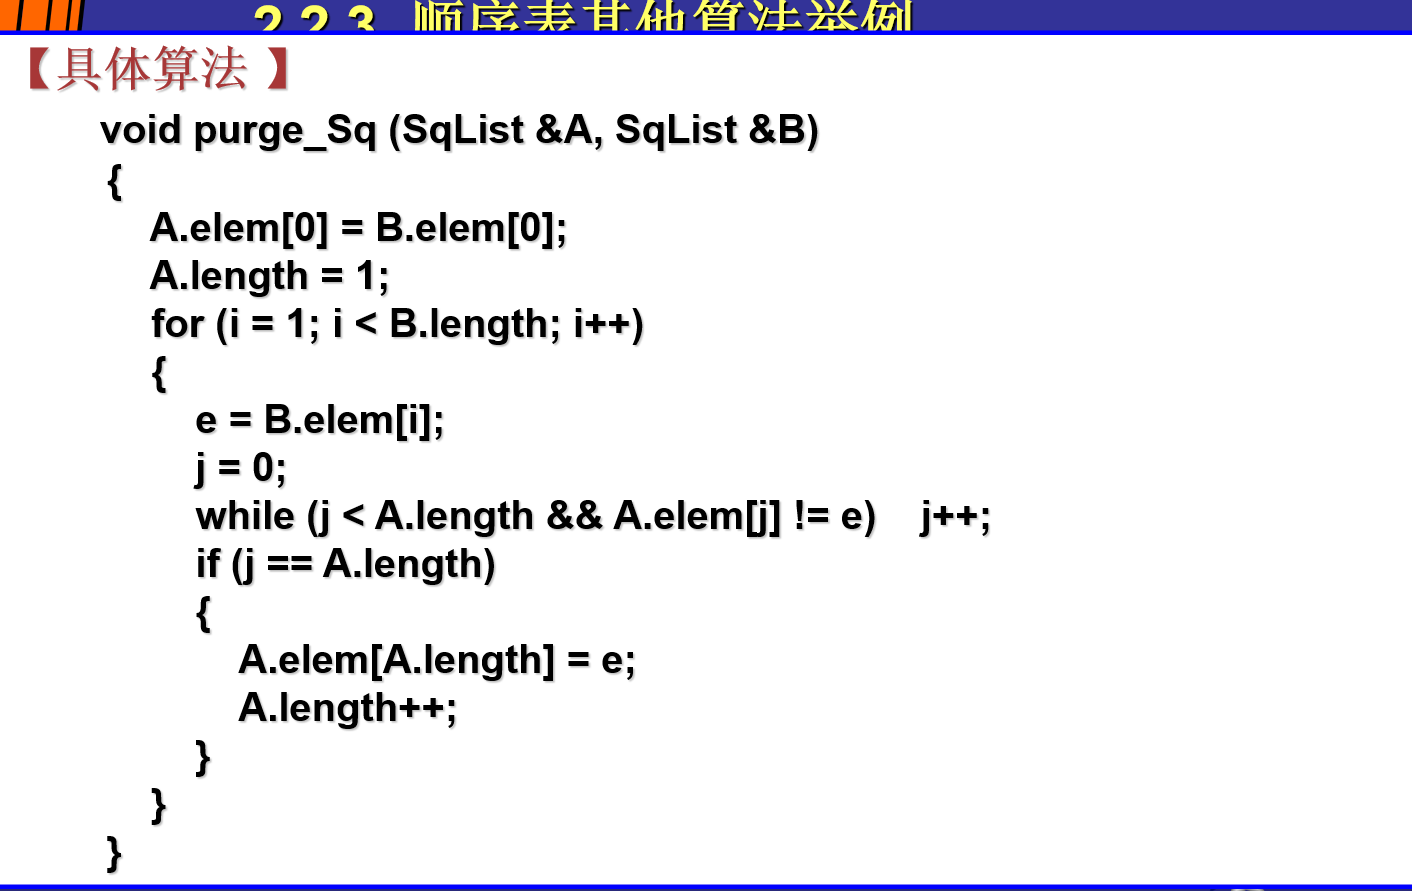 2.2.3 顺序表其他算法举例
【具体算法 】
void purge_Sq (SqList &A, SqList &B)
{
A.elem[0] = B.elem[0];
A.length = 1;
for (i = 1; i < B.length; i++)
{
e = B.elem[i];
j = 0;
while (j < A.length && A.elem[j] != e)    j++;
if (j == A.length)
{
A.elem[A.length] = e;
A.length++;
}
}
}